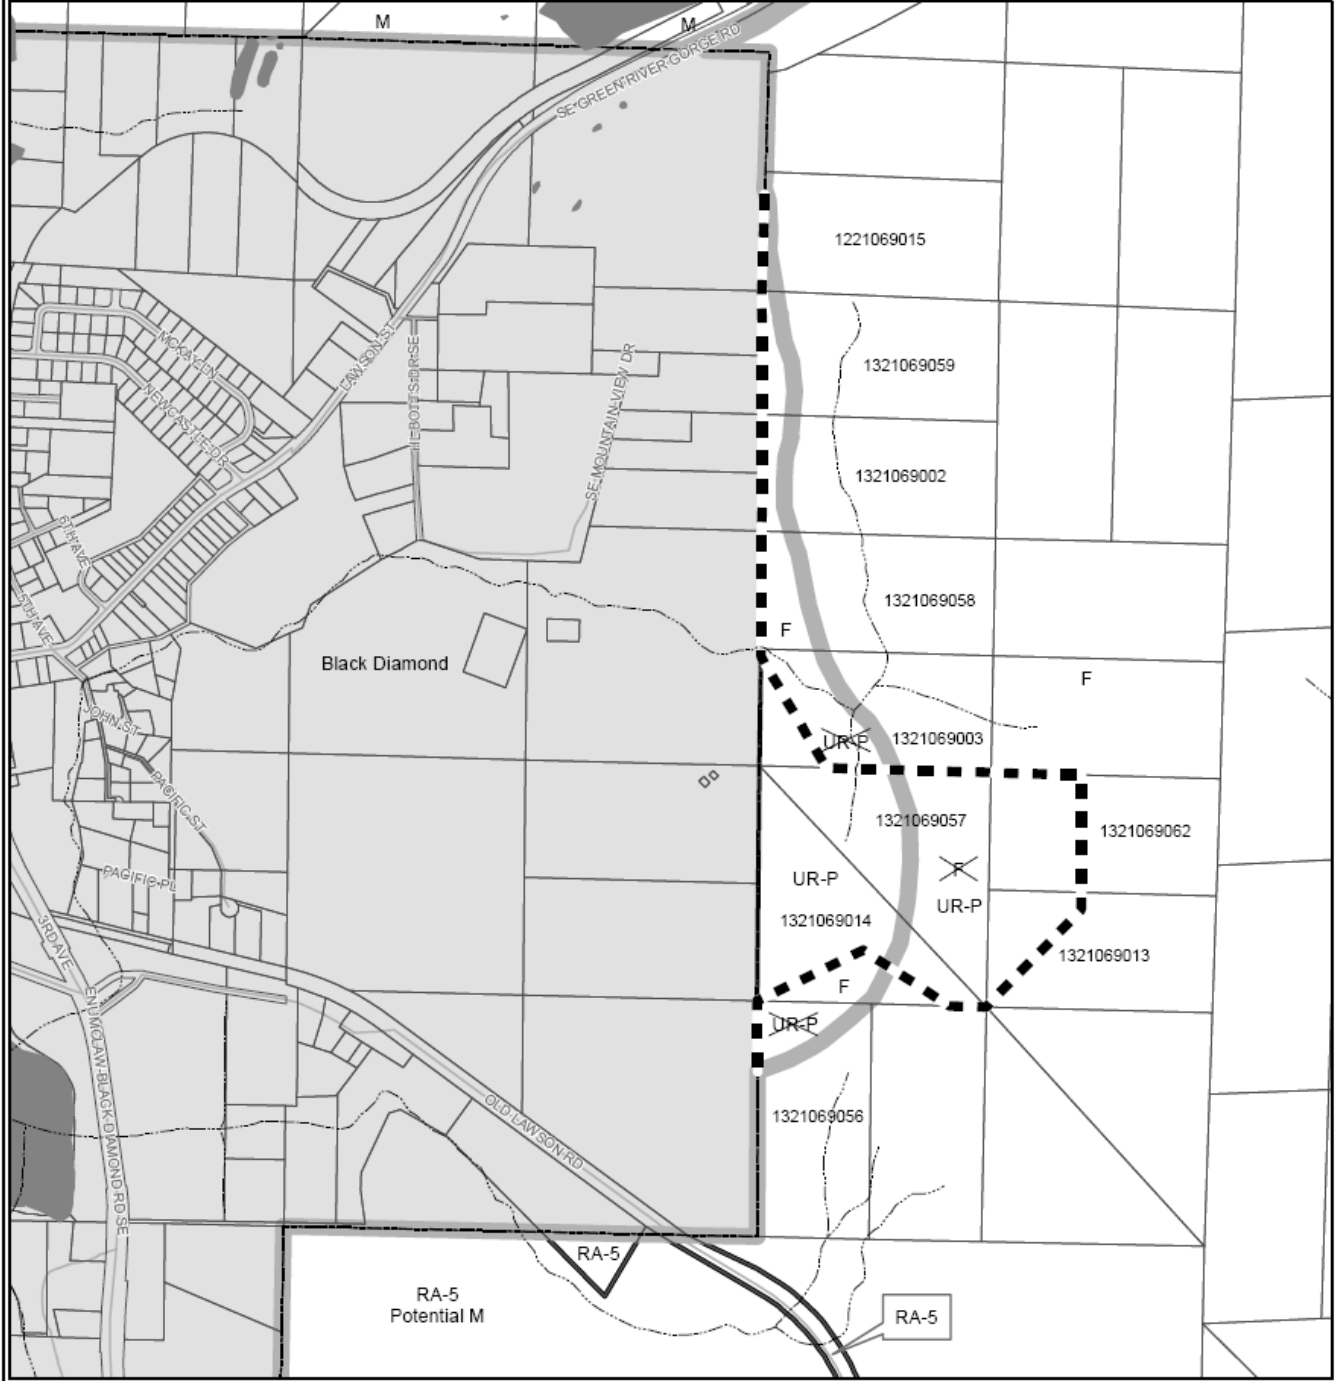 M
M
SE GREEN RIVER GORGE RD
1221069015
MCKAY LN
LAWSON ST
HL BOTTS DR SE
SE MOUNTAIN VIEW DR
1321069059
NEWCASTLE DR
1321069002
6TH AVE
5TH AVE
1321069058
F
Black Diamond
F
JOHN ST
UR-P
1321069003
PACIFIC ST
1321069057
1321069062
PACIFIC PL
UR-P
F
UR-P
1321069014
3RD AVE
1321069013
F
UR-P
ENUMCLAW-BLACK DIAMOND RD SE
OLD LAWSON RD
1321069056
RA-5
RA-5
Potential M
RA-5